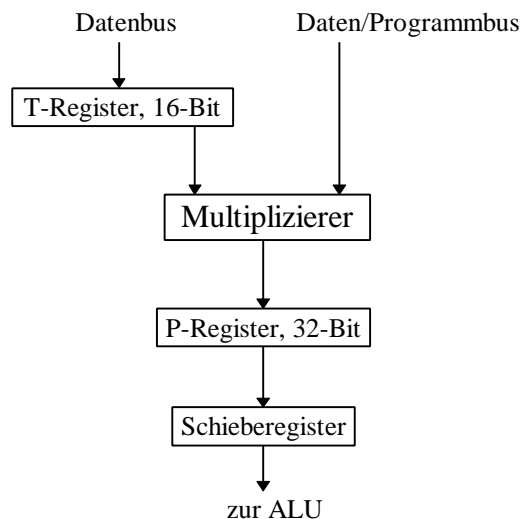 Datenbus
Daten/Programmbus
T-Register, 16-Bit
Multiplizierer
P-Register, 32-Bit
Schieberegister
zur ALU